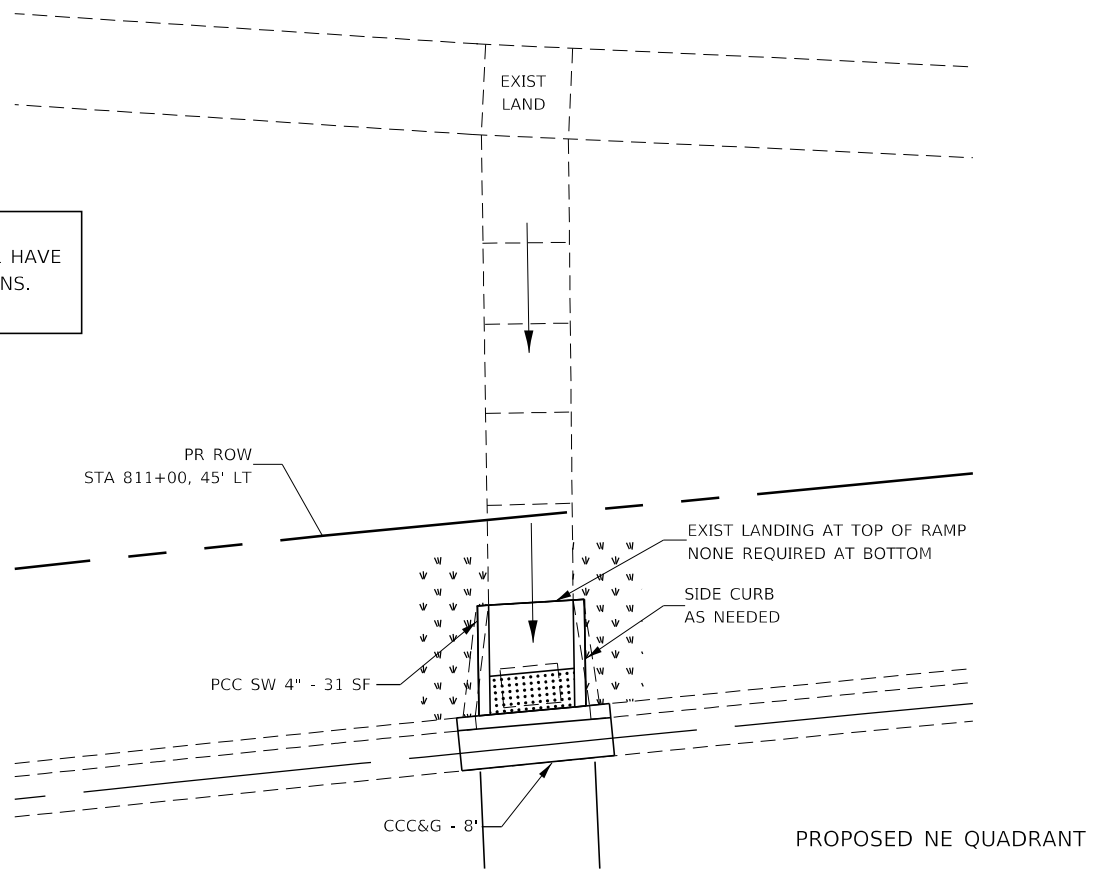 EXIST
LAND
HAVE
NS.
PR ROW
STA 811+00, 45' LT
EXIST LANDING AT TOP OF RAMP
NONE REQUIRED AT BOTTOM
SIDE CURB
AS NEEDED
PCC SW 4" - 31 SF
CCC&G - 8'
PROPOSED NE QUADRANT